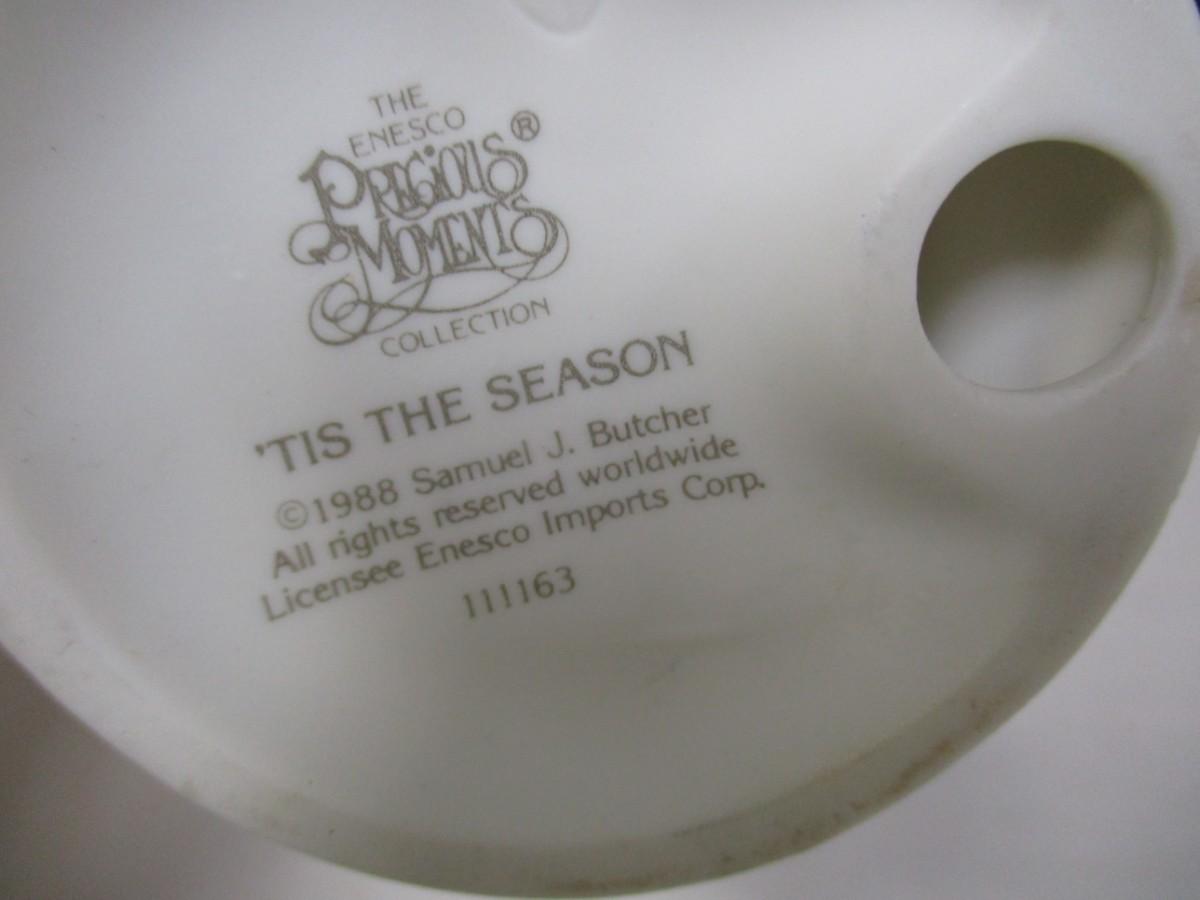 THE
ENESCO
PRECIOUS®
MOMENTS
COLLECTION
'TIS THE SEASON
©1988 Samuel J. Butcher
All rights reserved worldwide
Licensee Enesco Imports Corp.
111163